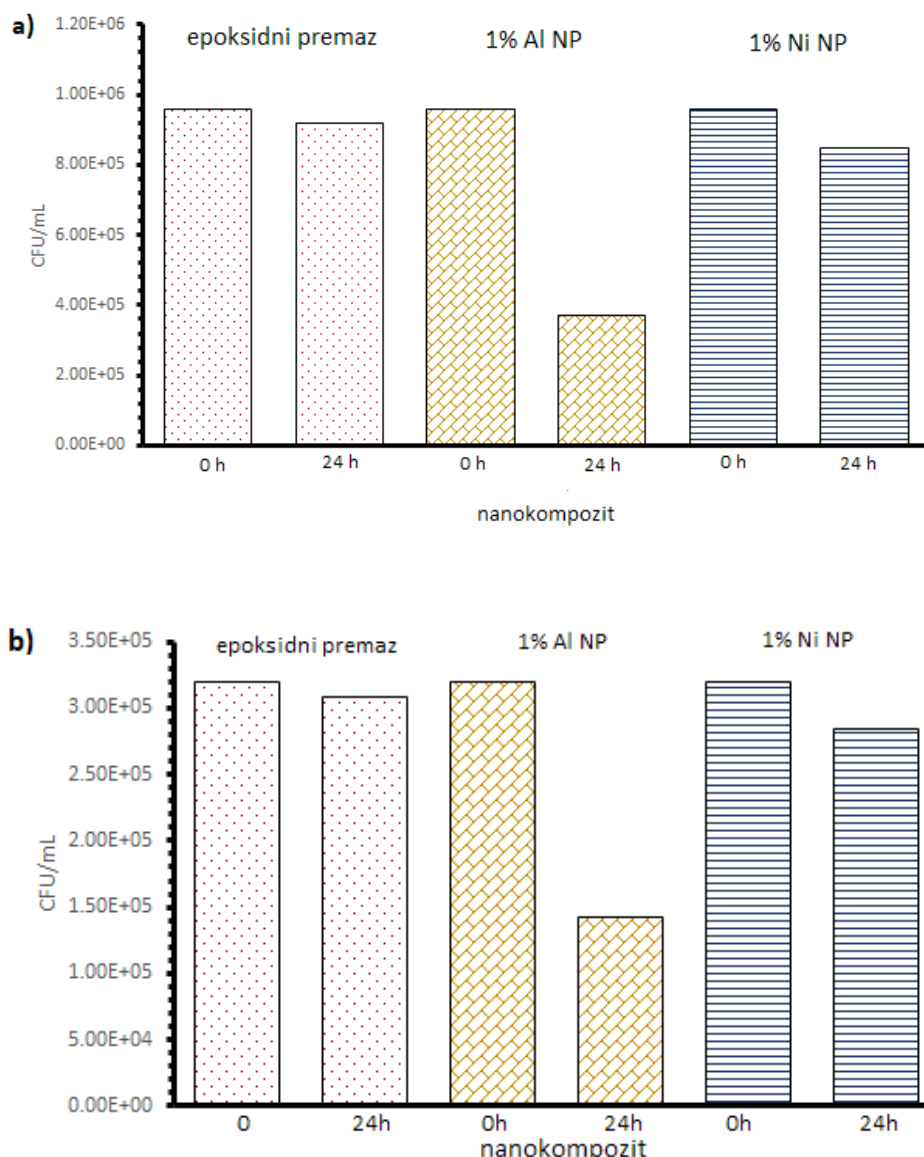 a)
epoksidni premaz 1% Al NP 1% Ni NP
1.20E+06
1.00E+06
8.00E+05
6.00E+05
4.00E+05
2.00E+05
0.00E+00
CFU/mL
0 h 24 h 0 h 24 h 0 h 24 h
nanokompozit
b)
epoksidni premaz 1% Al NP 1% Ni NP
3.50E+05
3.00E+05
2.50E+05
2.00E+05
1.50E+05
1.00E+05
5.00E+04
0.00E+00
CFU/mL
0 24h 0h 24h 0h 24h
nanokompozit